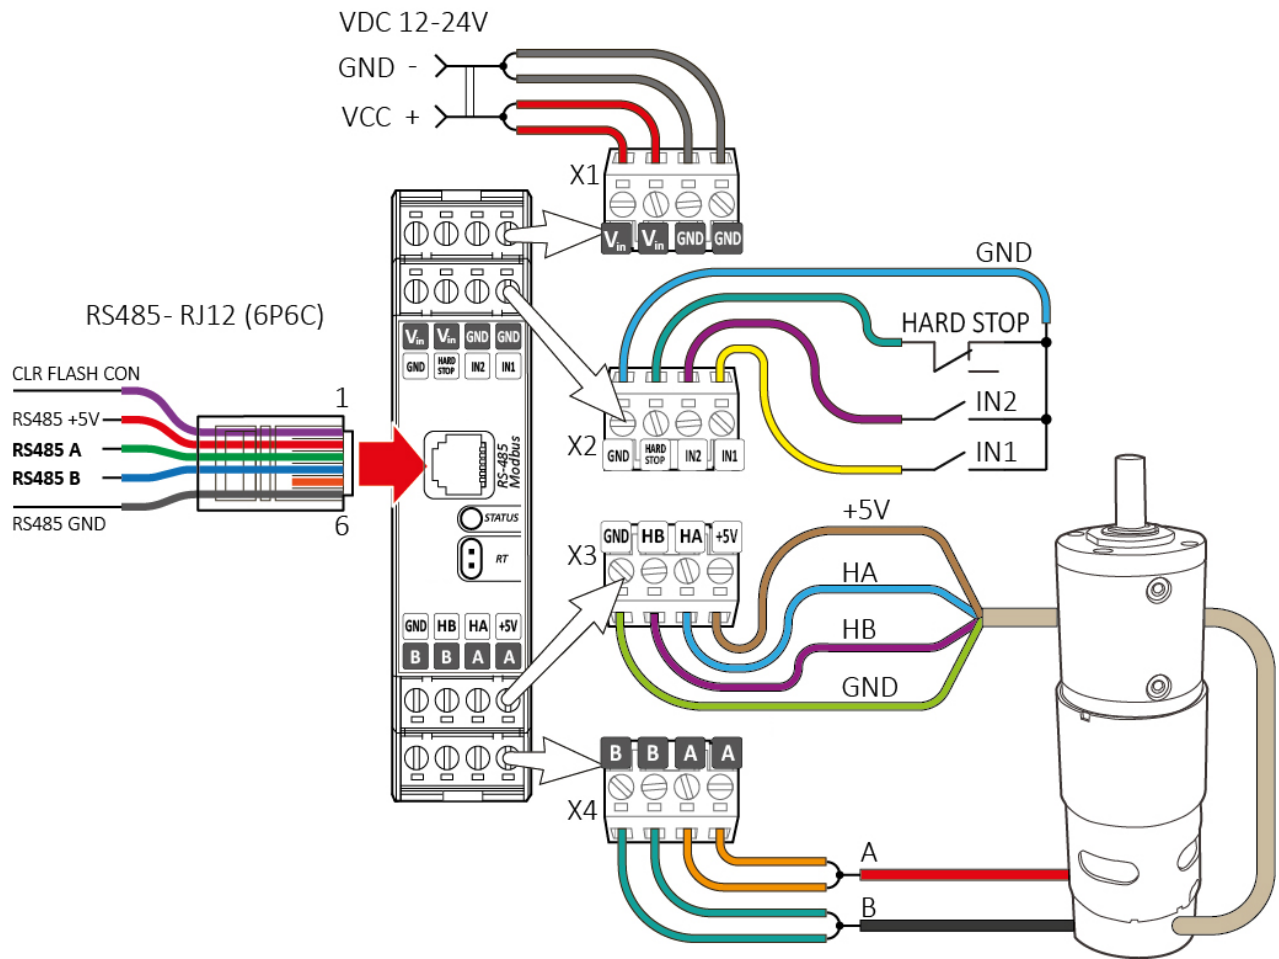 VDC 12-24V
GND -
VCC +
X1
Vin Vin GND GND
GND
RS485- RJ12 (6P6C)
HARD STOP
Vin Vin GND GND
GND HARD STOP IN2 IN1
CLR FLASH CON
1
IN2
RS485 +5V
X2
RS485 A
GND HARD STOP IN2 IN1
IN1
RS485 B
RS-485
Modbus
RS485 GND
6
STATUS
+5V
GND HB HA +5V
X3
RT
HA
GND HB HA +5V
HB
B B A A
GND
B B A A
X4
A
B